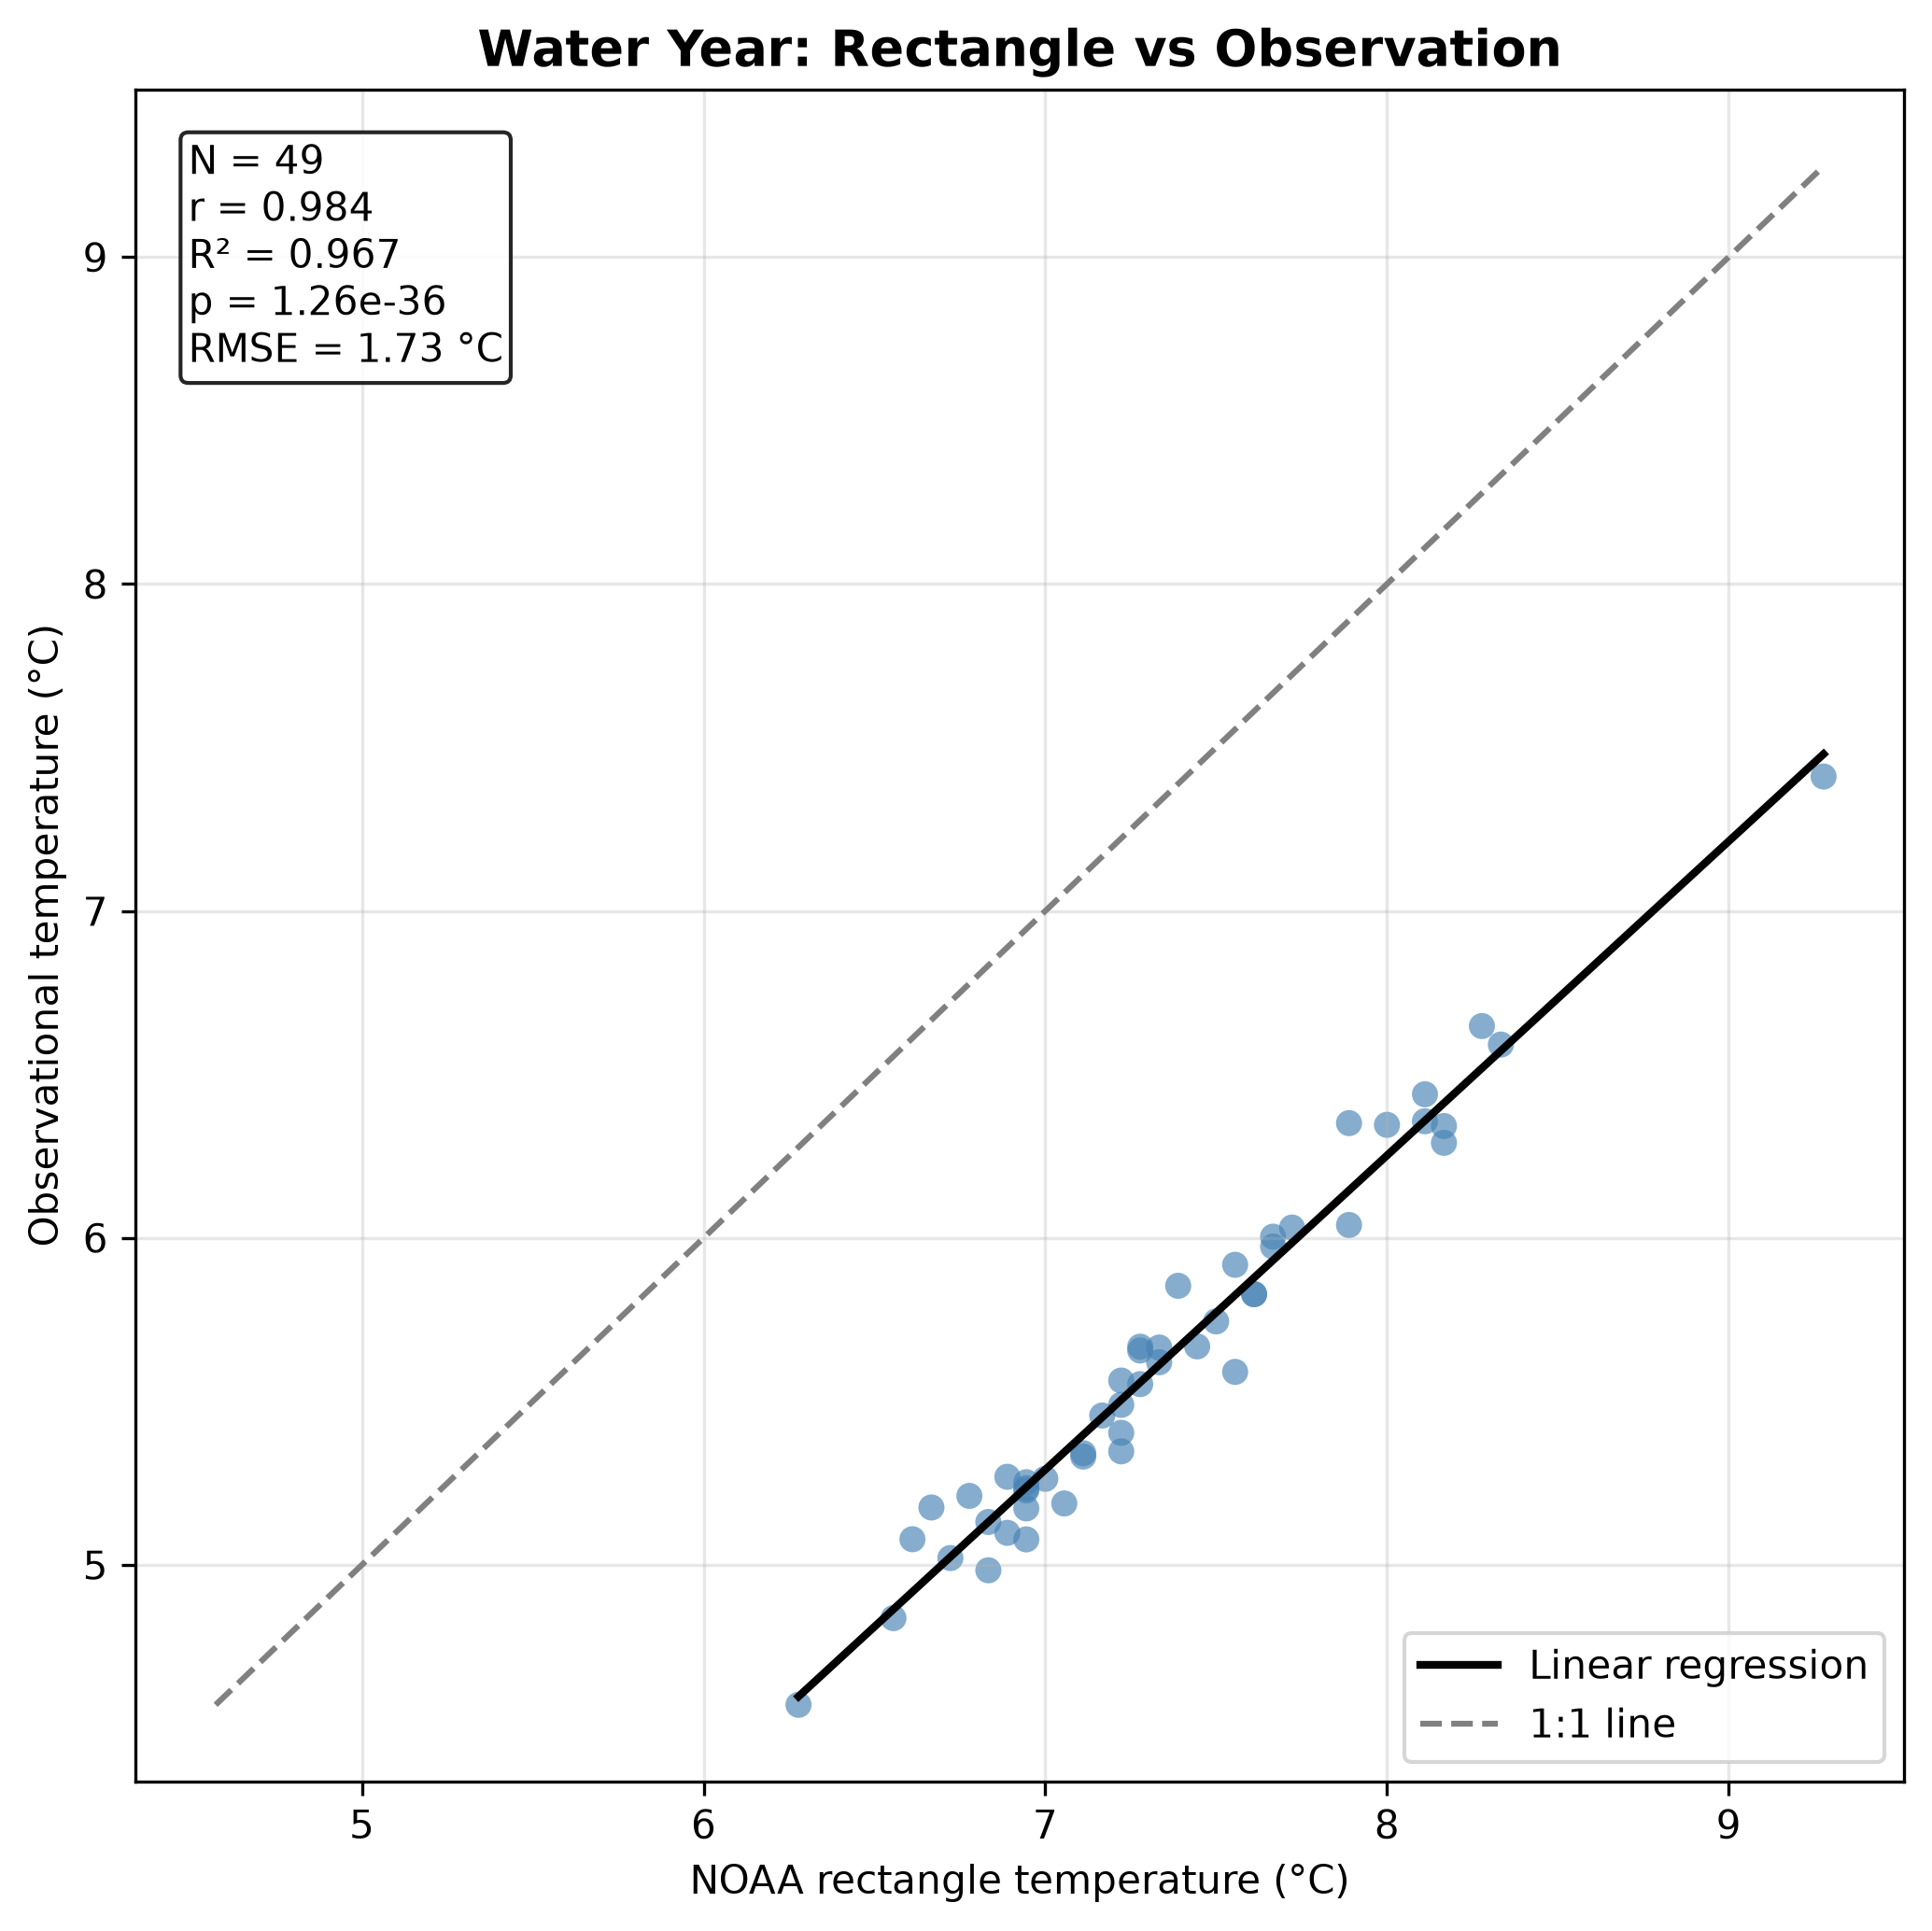 Water Year: Rectangle vs Observation
N = 49
r = 0.984
R² = 0.967
p = 1.26e-36
RMSE = 1.73 °C
9
8
7
6
5
Observational temperature (°C)
Linear regression
1:1 line
5 6 7 8 9
NOAA rectangle temperature (°C)